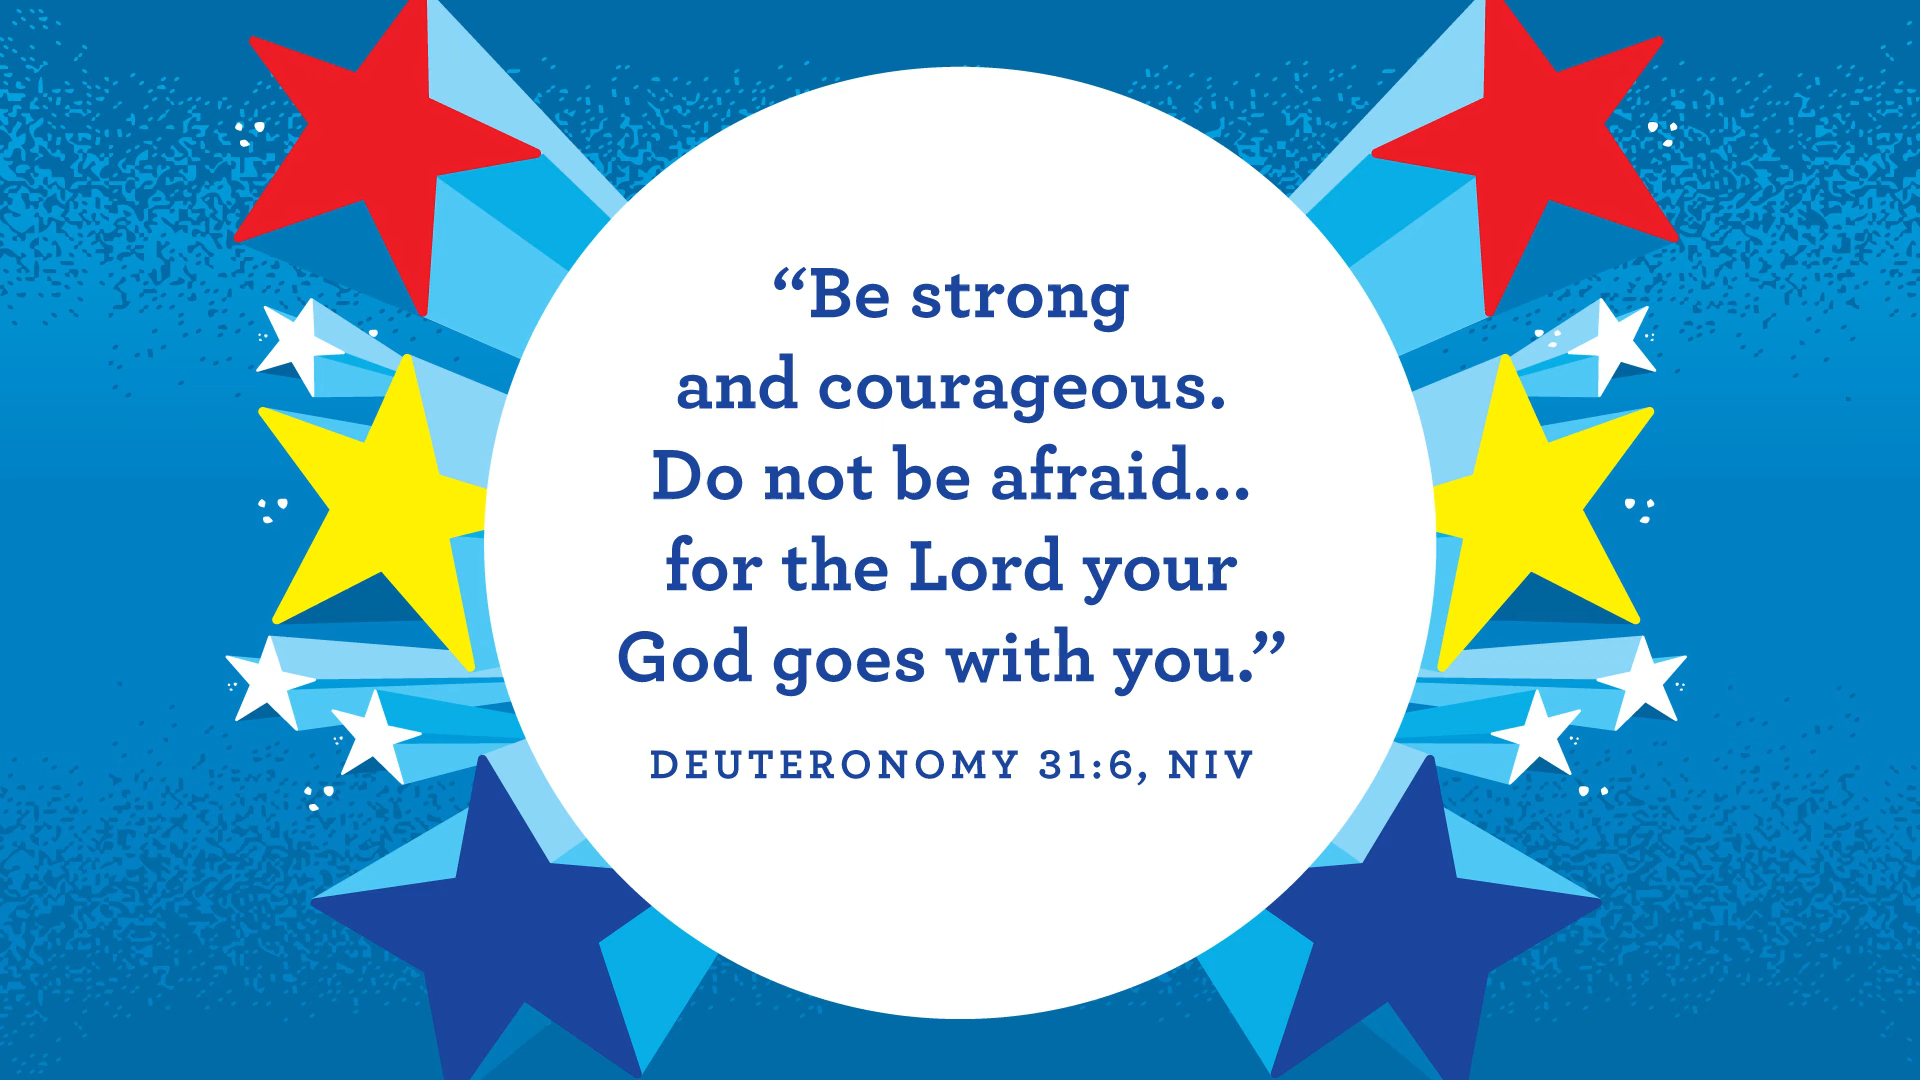 “Be strong
and courageous.
Do not be afraid...
for the Lord your
God goes with you.”
DEUTERONOMY 31:6, NIV